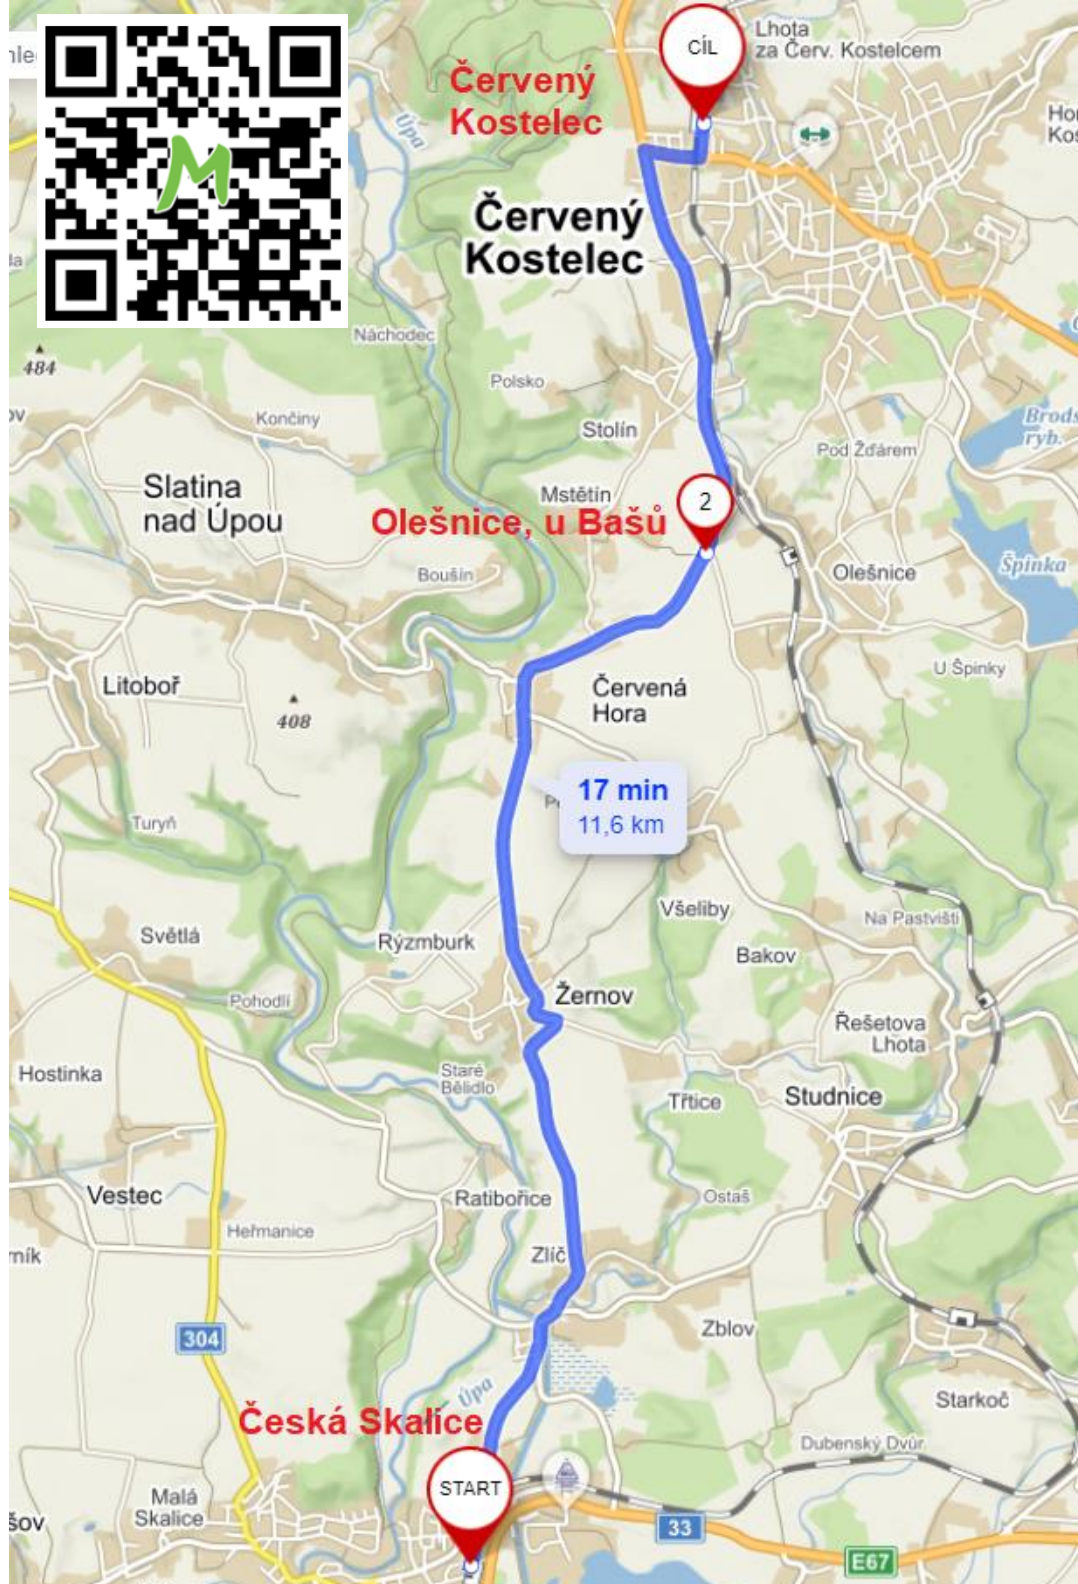 Lhota
za Červ. Kostelcem
CÍL
Červený
Kostelec
M
Úpa
Červený
Kostelec
Náchodec
484
Polsko
Končiny
Stolín
Pod Žďárem
Slatina
nad Úpou
Mstětín
2
Olešnice, u Bašů
Boušín
Olešnice
Špinka
Litoboř
408
Červená
Hora
U Špinky
17 min
11,6 km
Turyň
Všeliby
Na Pastvišti
Světlá
Rýzmburk
Bakov
Pohodlí
Žernov
Řešetova
Lhota
Hostinka
Staré
Bělidlo
Třtice
Studnice
Vestec
Ratibořice
Ostaš
Heřmanice
Zlíč
304
Zblov
Úpa
Česká Skalice
Starkoč
Dubenský Dvůr
START
Malá
Skalice
33
E67